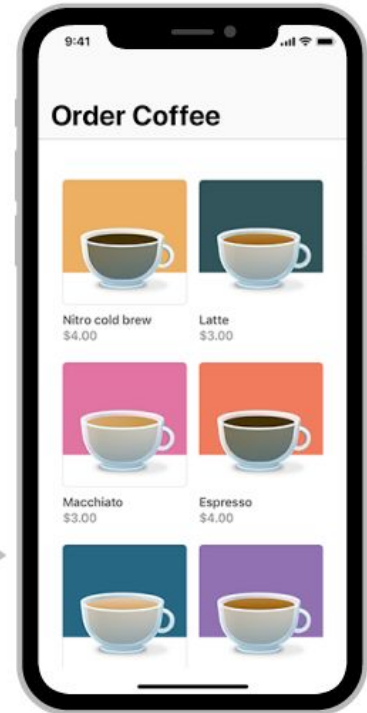 9:41
Order Coffee
Nitro cold brew
$4.00
Latte
$3.00
Macchiato
$3.00
Espresso
$4.00